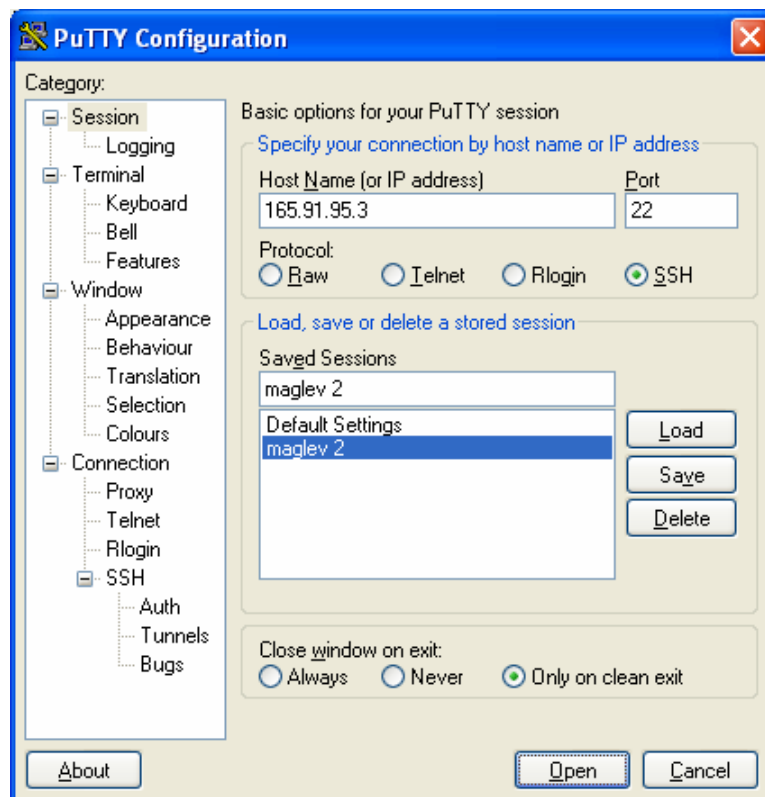 PuTTY Configuration
Category:
Session
Logging
Terminal
Keyboard
Bell
Features
Window
Appearance
Behaviour
Translation
Selection
Colours
Connection
Proxy
Telnet
Rlogin
SSH
Auth
Tunnels
Bugs
Basic options for your PuTTY session
Specify your connection by host name or IP address
Host Name (or IP address) Port
165.91.95.3 22
Protocol:
Raw Telnet Rlogin SSH
Load, save or delete a stored session
Saved Sessions
maglev 2
Default Settings
maglev 2
Load
Save
Delete
Close window on exit:
Always Never Only on clean exit
About Open Cancel